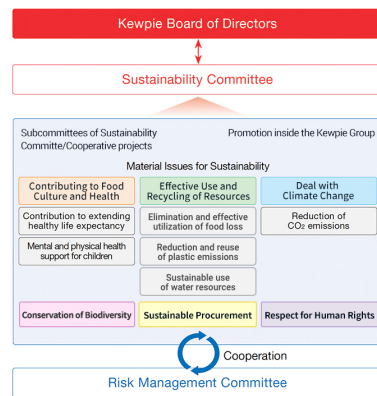 Kewpie Board of Directors
Sustainability Committee
Subcommittees of Sustainability
Committe/Cooperative projects
Promotion inside the Kewpie Group
Material Issues for Sustainability
Contributing to Food
Culture and Health
Contribution to extending
healthy life expectancy
Mental and physical health
support for children
Effective Use and
Recycling of Resources
Elimination and effective
utilization of food loss
Reduction and reuse
of plastic emissions
Sustainable use
of water resources
Deal with
Climate Change
Reduction of
CO₂ emissions
Conservation of Biodiversity
Sustainable Procurement
Respect for Human Rights
Cooperation
Risk Management Committee